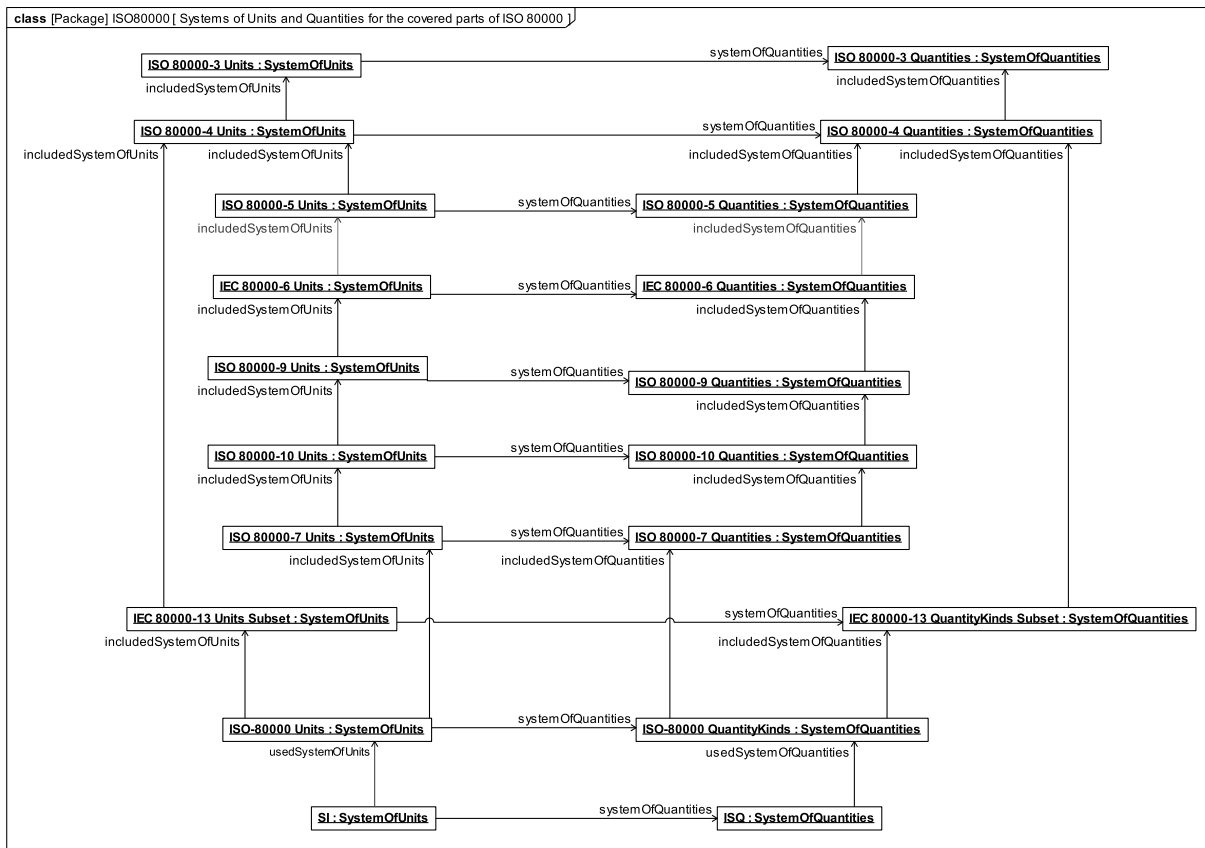 class [Package] ISO80000 [ Systems of Units and Quantities for the covered parts of ISO 80000 ]
systemOfQuantities
ISO 80000-3 Units : SystemOfUnits
ISO 80000-3 Quantities : SystemOfQuantities
includedSystemOfUnits
includedSystemOfQuantities
systemOfQuantities
ISO 80000-4 Units : SystemOfUnits
ISO 80000-4 Quantities : SystemOfQuantities
includedSystemOfUnits
includedSystemOfUnits
includedSystemOfQuantities
includedSystemOfQuantities
systemOfQuantities
ISO 80000-5 Units : SystemOfUnits
ISO 80000-5 Quantities : SystemOfQuantities
includedSystemOfUnits
includedSystemOfQuantities
systemOfQuantities
IEC 80000-6 Units : SystemOfUnits
IEC 80000-6 Quantities : SystemOfQuantities
includedSystemOfUnits
includedSystemOfQuantities
systemOfQuantities
ISO 80000-9 Units : SystemOfUnits
ISO 80000-9 Quantities : SystemOfQuantities
includedSystemOfUnits
includedSystemOfQuantities
systemOfQuantities
ISO 80000-10 Units : SystemOfUnits
ISO 80000-10 Quantities : SystemOfQuantities
includedSystemOfUnits
includedSystemOfQuantities
systemOfQuantities
ISO 80000-7 Units : SystemOfUnits
ISO 80000-7 Quantities : SystemOfQuantities
includedSystemOfUnits
includedSystemOfQuantities
systemOfQuantities
IEC 80000-13 Units Subset : SystemOfUnits
IEC 80000-13 QuantityKinds Subset : SystemOfQuantities
includedSystemOfUnits
includedSystemOfQuantities
systemOfQuantities
ISO-80000 Units : SystemOfUnits
ISO-80000 QuantityKinds : SystemOfQuantities
usedSystemOfUnits
usedSystemOfQuantities
systemOfQuantities
SI : SystemOfUnits
ISQ : SystemOfQuantities